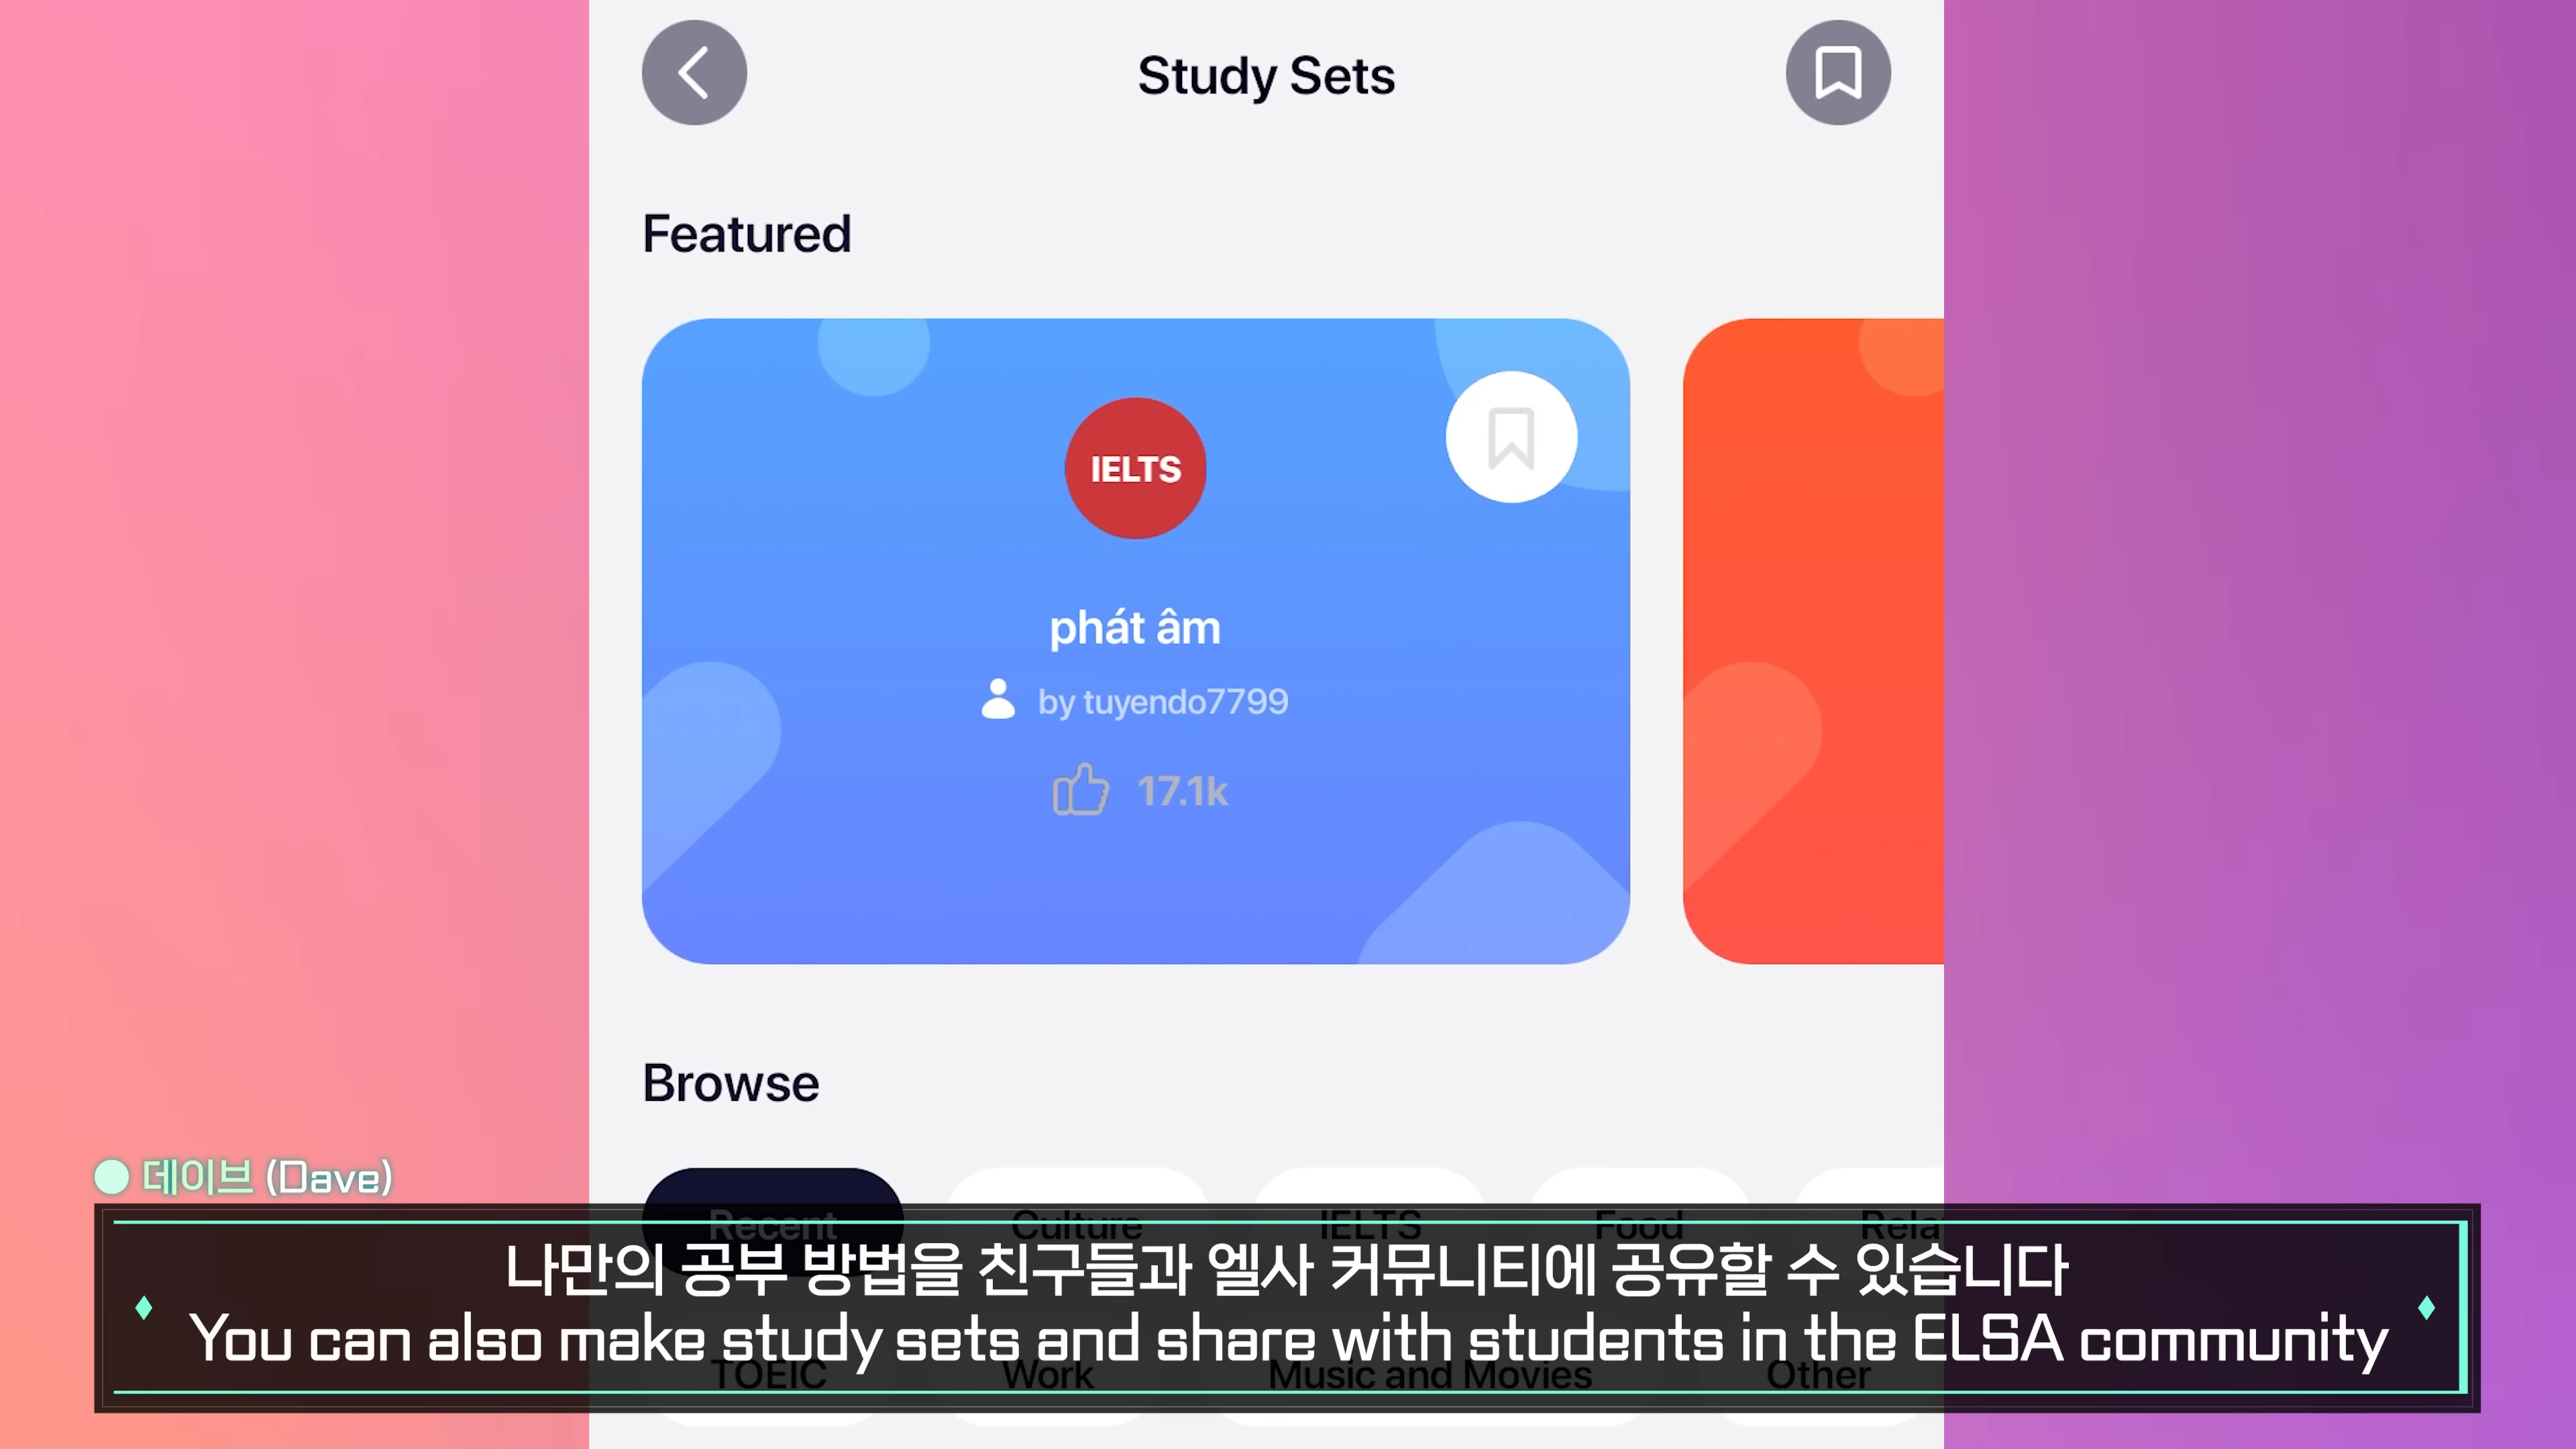 Study Sets
Featured
IELTS
phát âm
by tuyendo7799
17.1k
Browse
Recent
Culture
IELTS
Food
데이브 (Dave)
나만의 공부 방법을 친구들과 엘사 커뮤니티에 공유할 수 있습니다
You can also make study sets and share with students in the ELSA community
TOEIC
Work
Music and Movies
Other